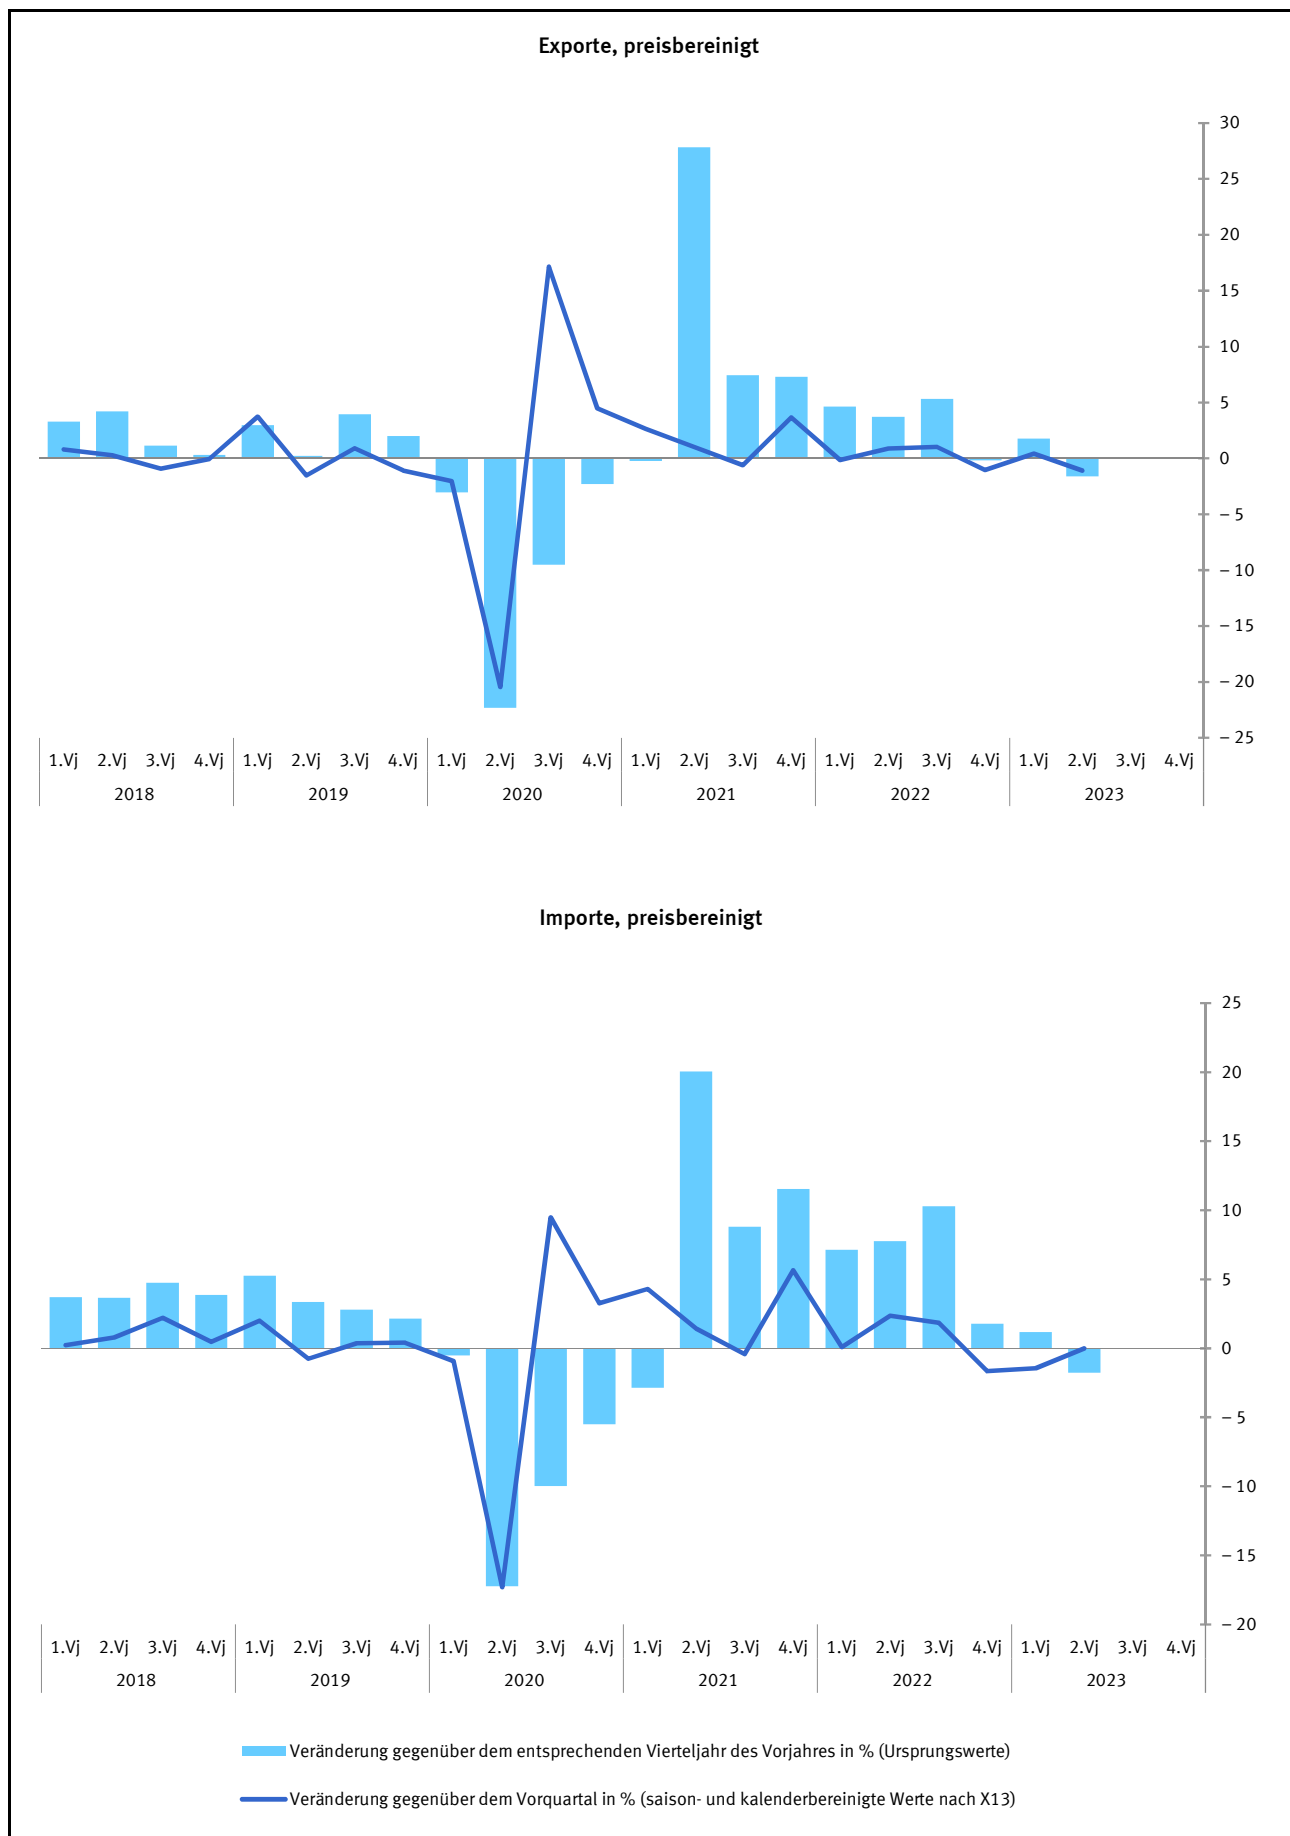 Exporte, preisbereinigt
30
25
20
15
10
5
0
– 5
– 10
– 15
– 20
– 25
1.Vj 2.Vj 3.Vj 4.Vj 1.Vj 2.Vj 3.Vj 4.Vj 1.Vj 2.Vj 3.Vj 4.Vj 1.Vj 2.Vj 3.Vj 4.Vj 1.Vj 2.Vj 3.Vj 4.Vj 1.Vj 2.Vj 3.Vj 4.Vj
2018 2019 2020 2021 2022 2023
Importe, preisbereinigt
25
20
15
10
5
0
– 5
– 10
– 15
– 20
1.Vj 2.Vj 3.Vj 4.Vj 1.Vj 2.Vj 3.Vj 4.Vj 1.Vj 2.Vj 3.Vj 4.Vj 1.Vj 2.Vj 3.Vj 4.Vj 1.Vj 2.Vj 3.Vj 4.Vj 1.Vj 2.Vj 3.Vj 4.Vj
2018 2019 2020 2021 2022 2023
Veränderung gegenüber dem entsprechenden Vierteljahr des Vorjahres in % (Ursprungswerte)
Veränderung gegenüber dem Vorquartal in % (saison- und kalenderbereinigte Werte nach X13)